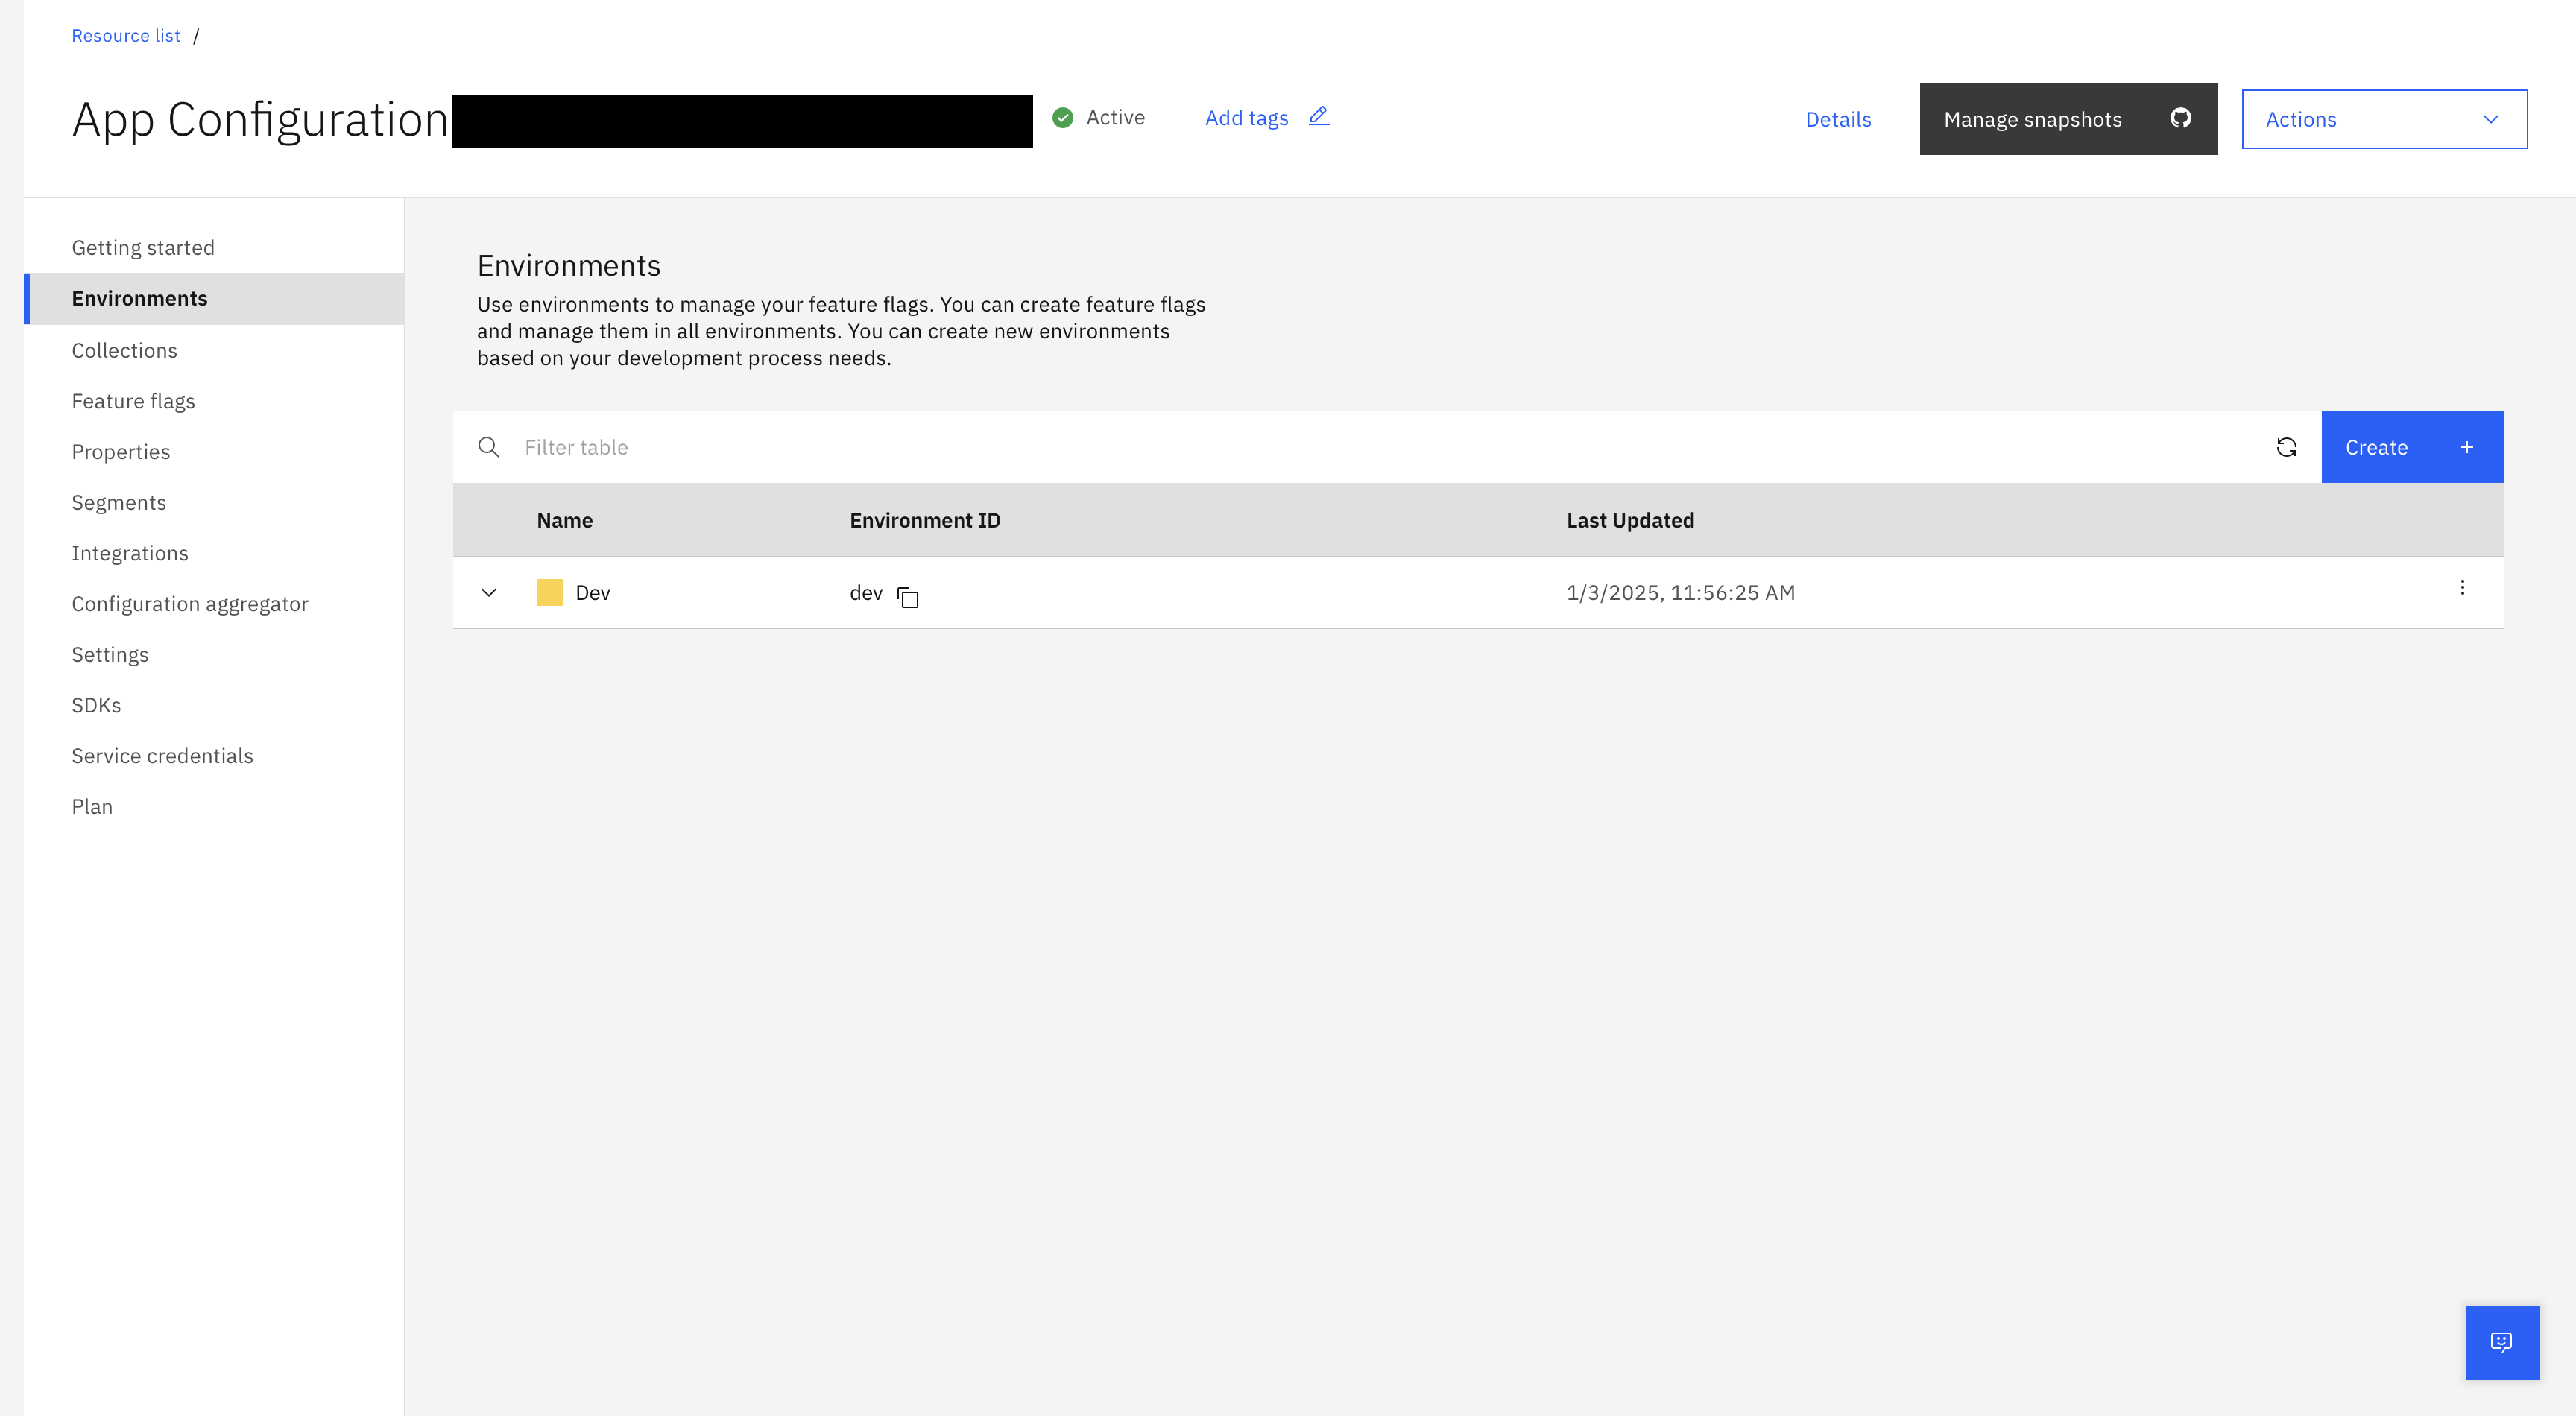 Resource list /
App Configuration
Active
Add tags
Details
Manage snapshots
Actions
Getting started
Environments
Collections
Feature flags
Properties
Segments
Integrations
Configuration aggregator
Settings
SDKs
Service credentials
Plan
Environments
Use environments to manage your feature flags. You can create feature flags
and manage them in all environments. You can create new environments
based on your development process needs.
Filter table
Create +
Name Environment ID Last Updated
Dev dev 1/3/2025, 11:56:25 AM